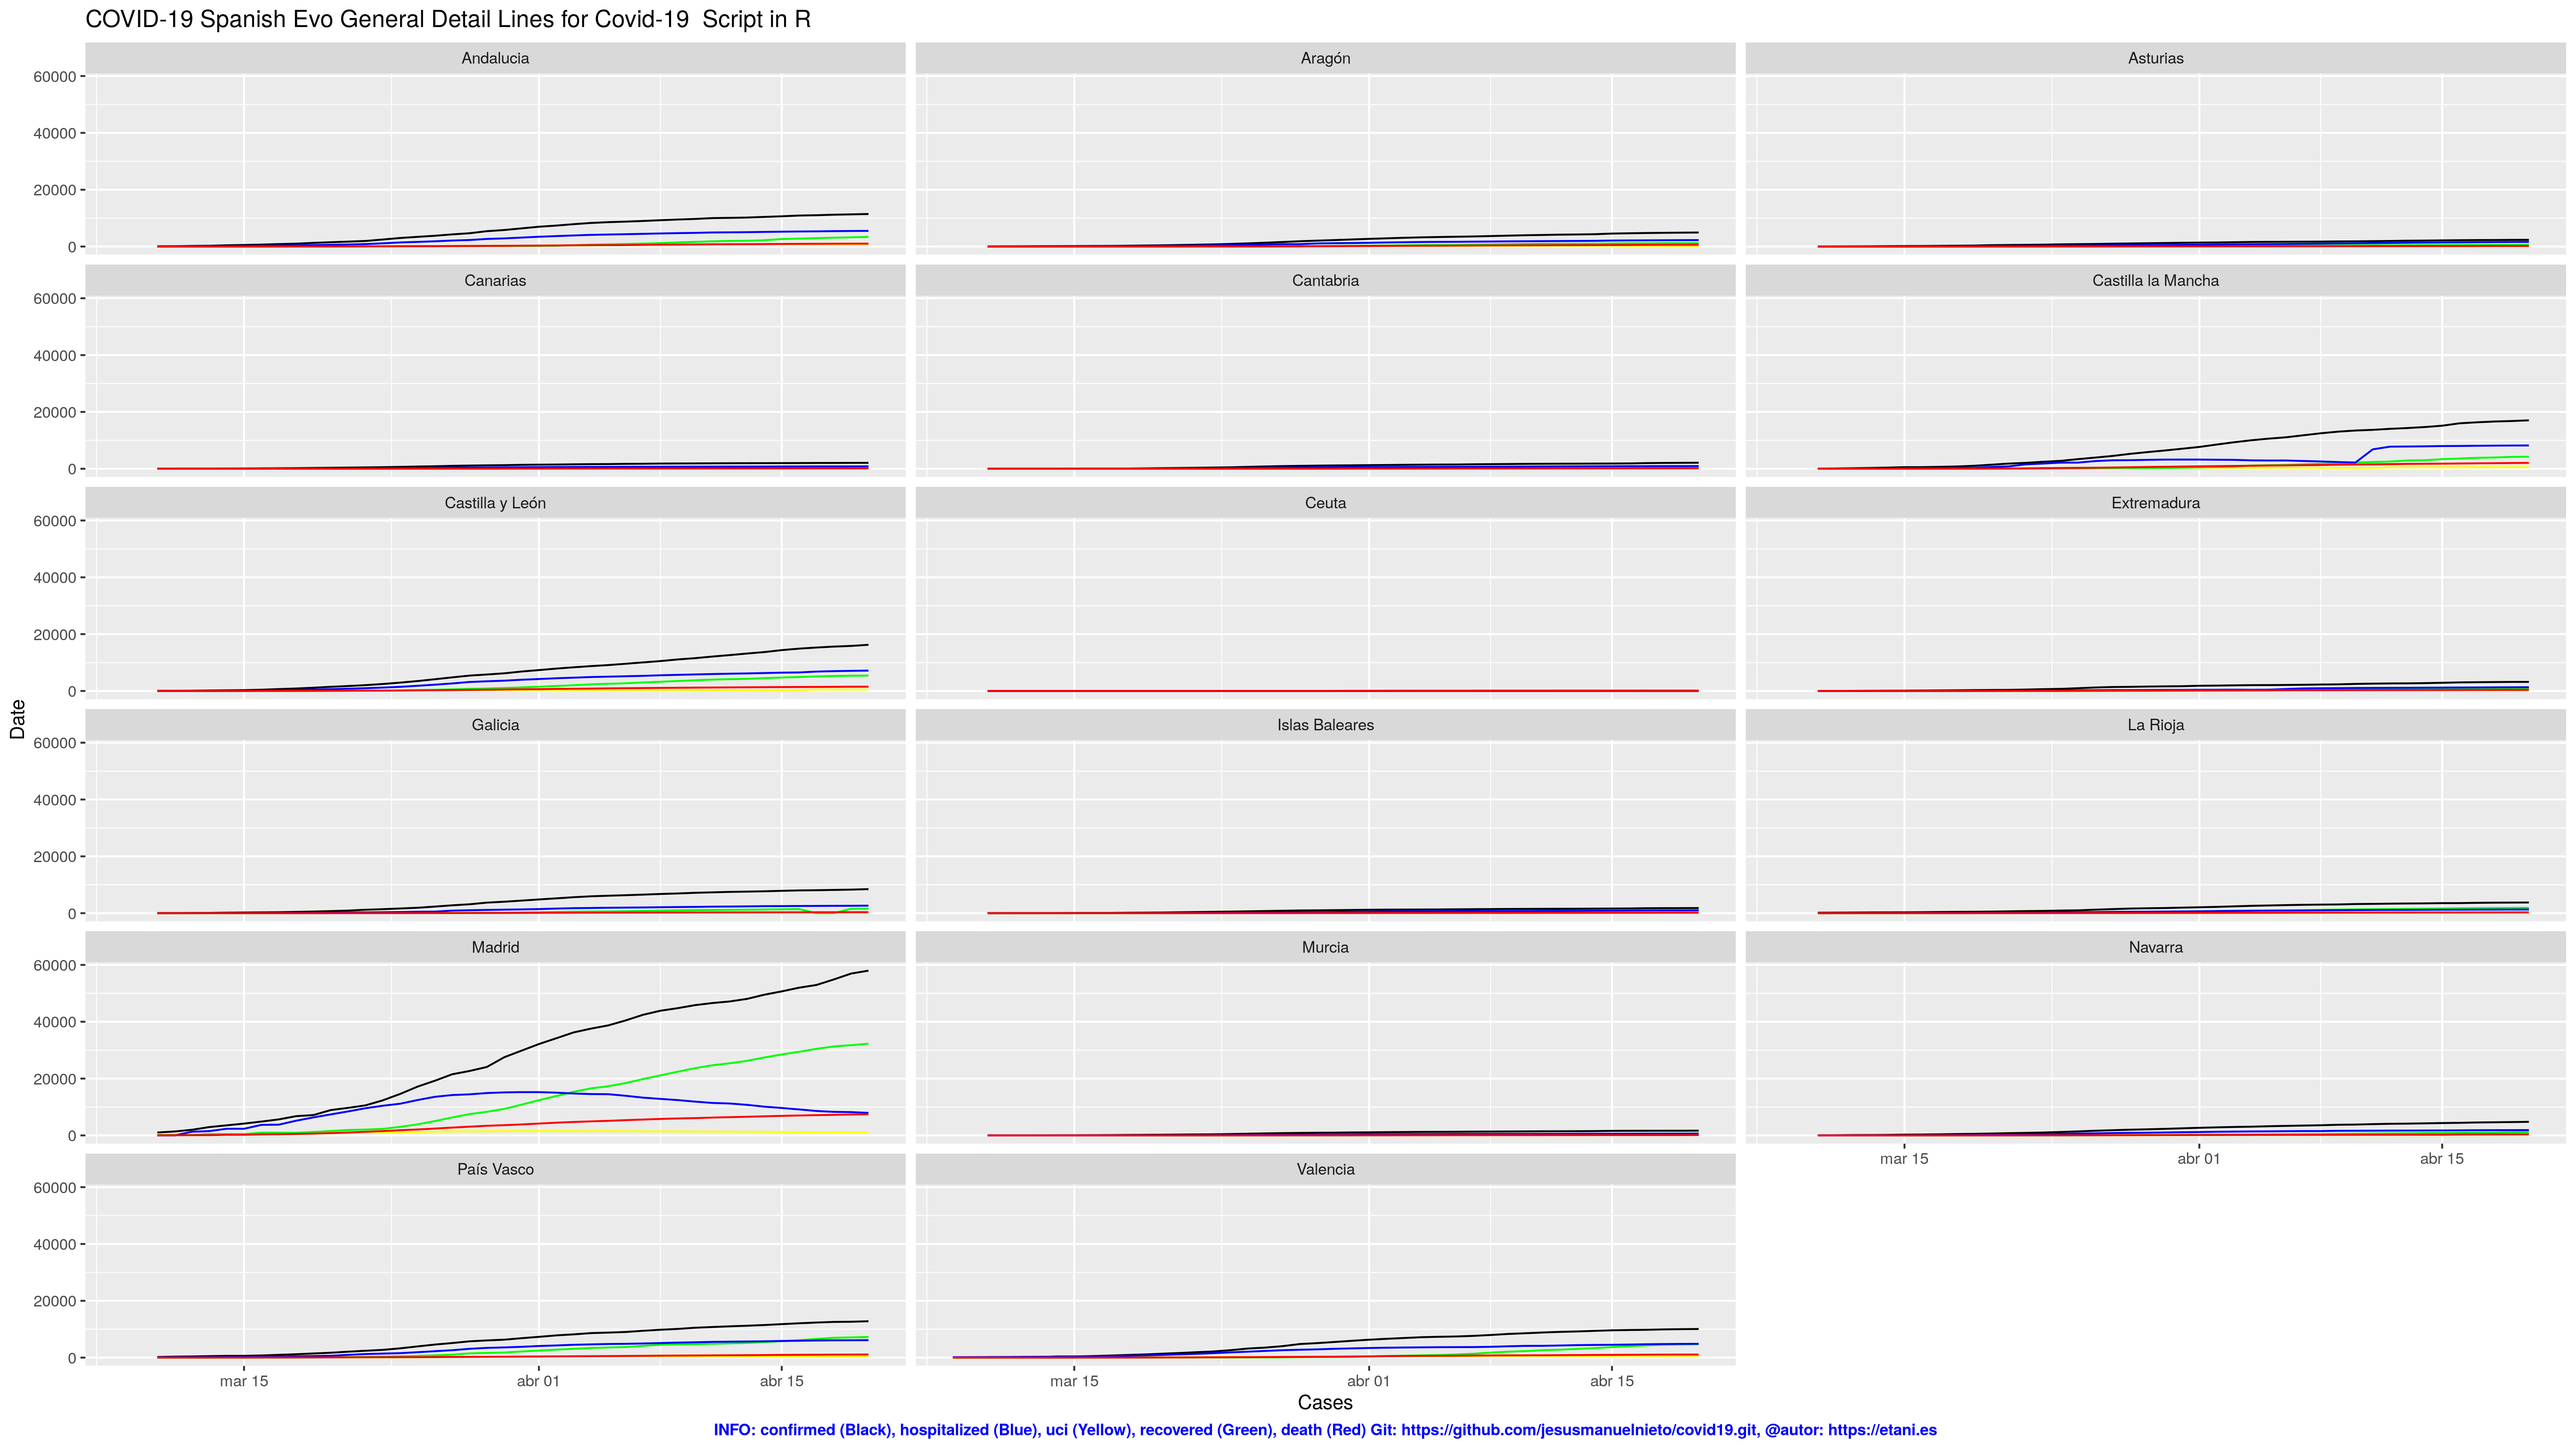 COVID-19 Spanish Evo General Detail Lines for Covid-19  Script in R
Andalucia
Aragón
Asturias
60000
40000
20000
0
Canarias
Cantabria
Castilla la Mancha
60000
40000
20000
0
Castilla y León
Ceuta
Extremadura
60000
40000
20000
0
Date
Galicia
Islas Baleares
La Rioja
60000
40000
20000
0
Madrid
Murcia
Navarra
60000
40000
20000
0
mar 15
abr 01
abr 15
País Vasco
Valencia
60000
40000
20000
0
mar 15
abr 01
abr 15
mar 15
abr 01
abr 15
Cases
INFO: confirmed (Black), hospitalized (Blue), uci (Yellow), recovered (Green), death (Red) Git: https://github.com/jesusmanuelnieto/covid19.git, @autor: https://etani.es